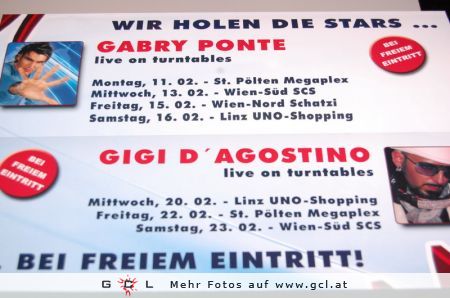 WIR HOLEN DIE STARS ...
GABRY PONTE
live on turntables
BEI
FREIEM
EINTRITT
Montag, 11. 02. - St. Pölten Megaplex
Mittwoch, 13. 02. - Wien-Süd SCS
Freitag, 15. 02. - Wien-Nord Schatzi
Samstag, 16. 02. - Linz UNO-Shopping
BEI
FREIEM
EINTRITT
GIGI D´AGOSTINO
live on turntables
Mittwoch, 20. 02. - Linz UNO-Shopping
Freitag, 22. 02. - St. Pölten Megaplex
Samstag, 23. 02. - Wien-Süd SCS
BEI FREIEM EINTRITT!
GCL Mehr Fotos auf www.gcl.at